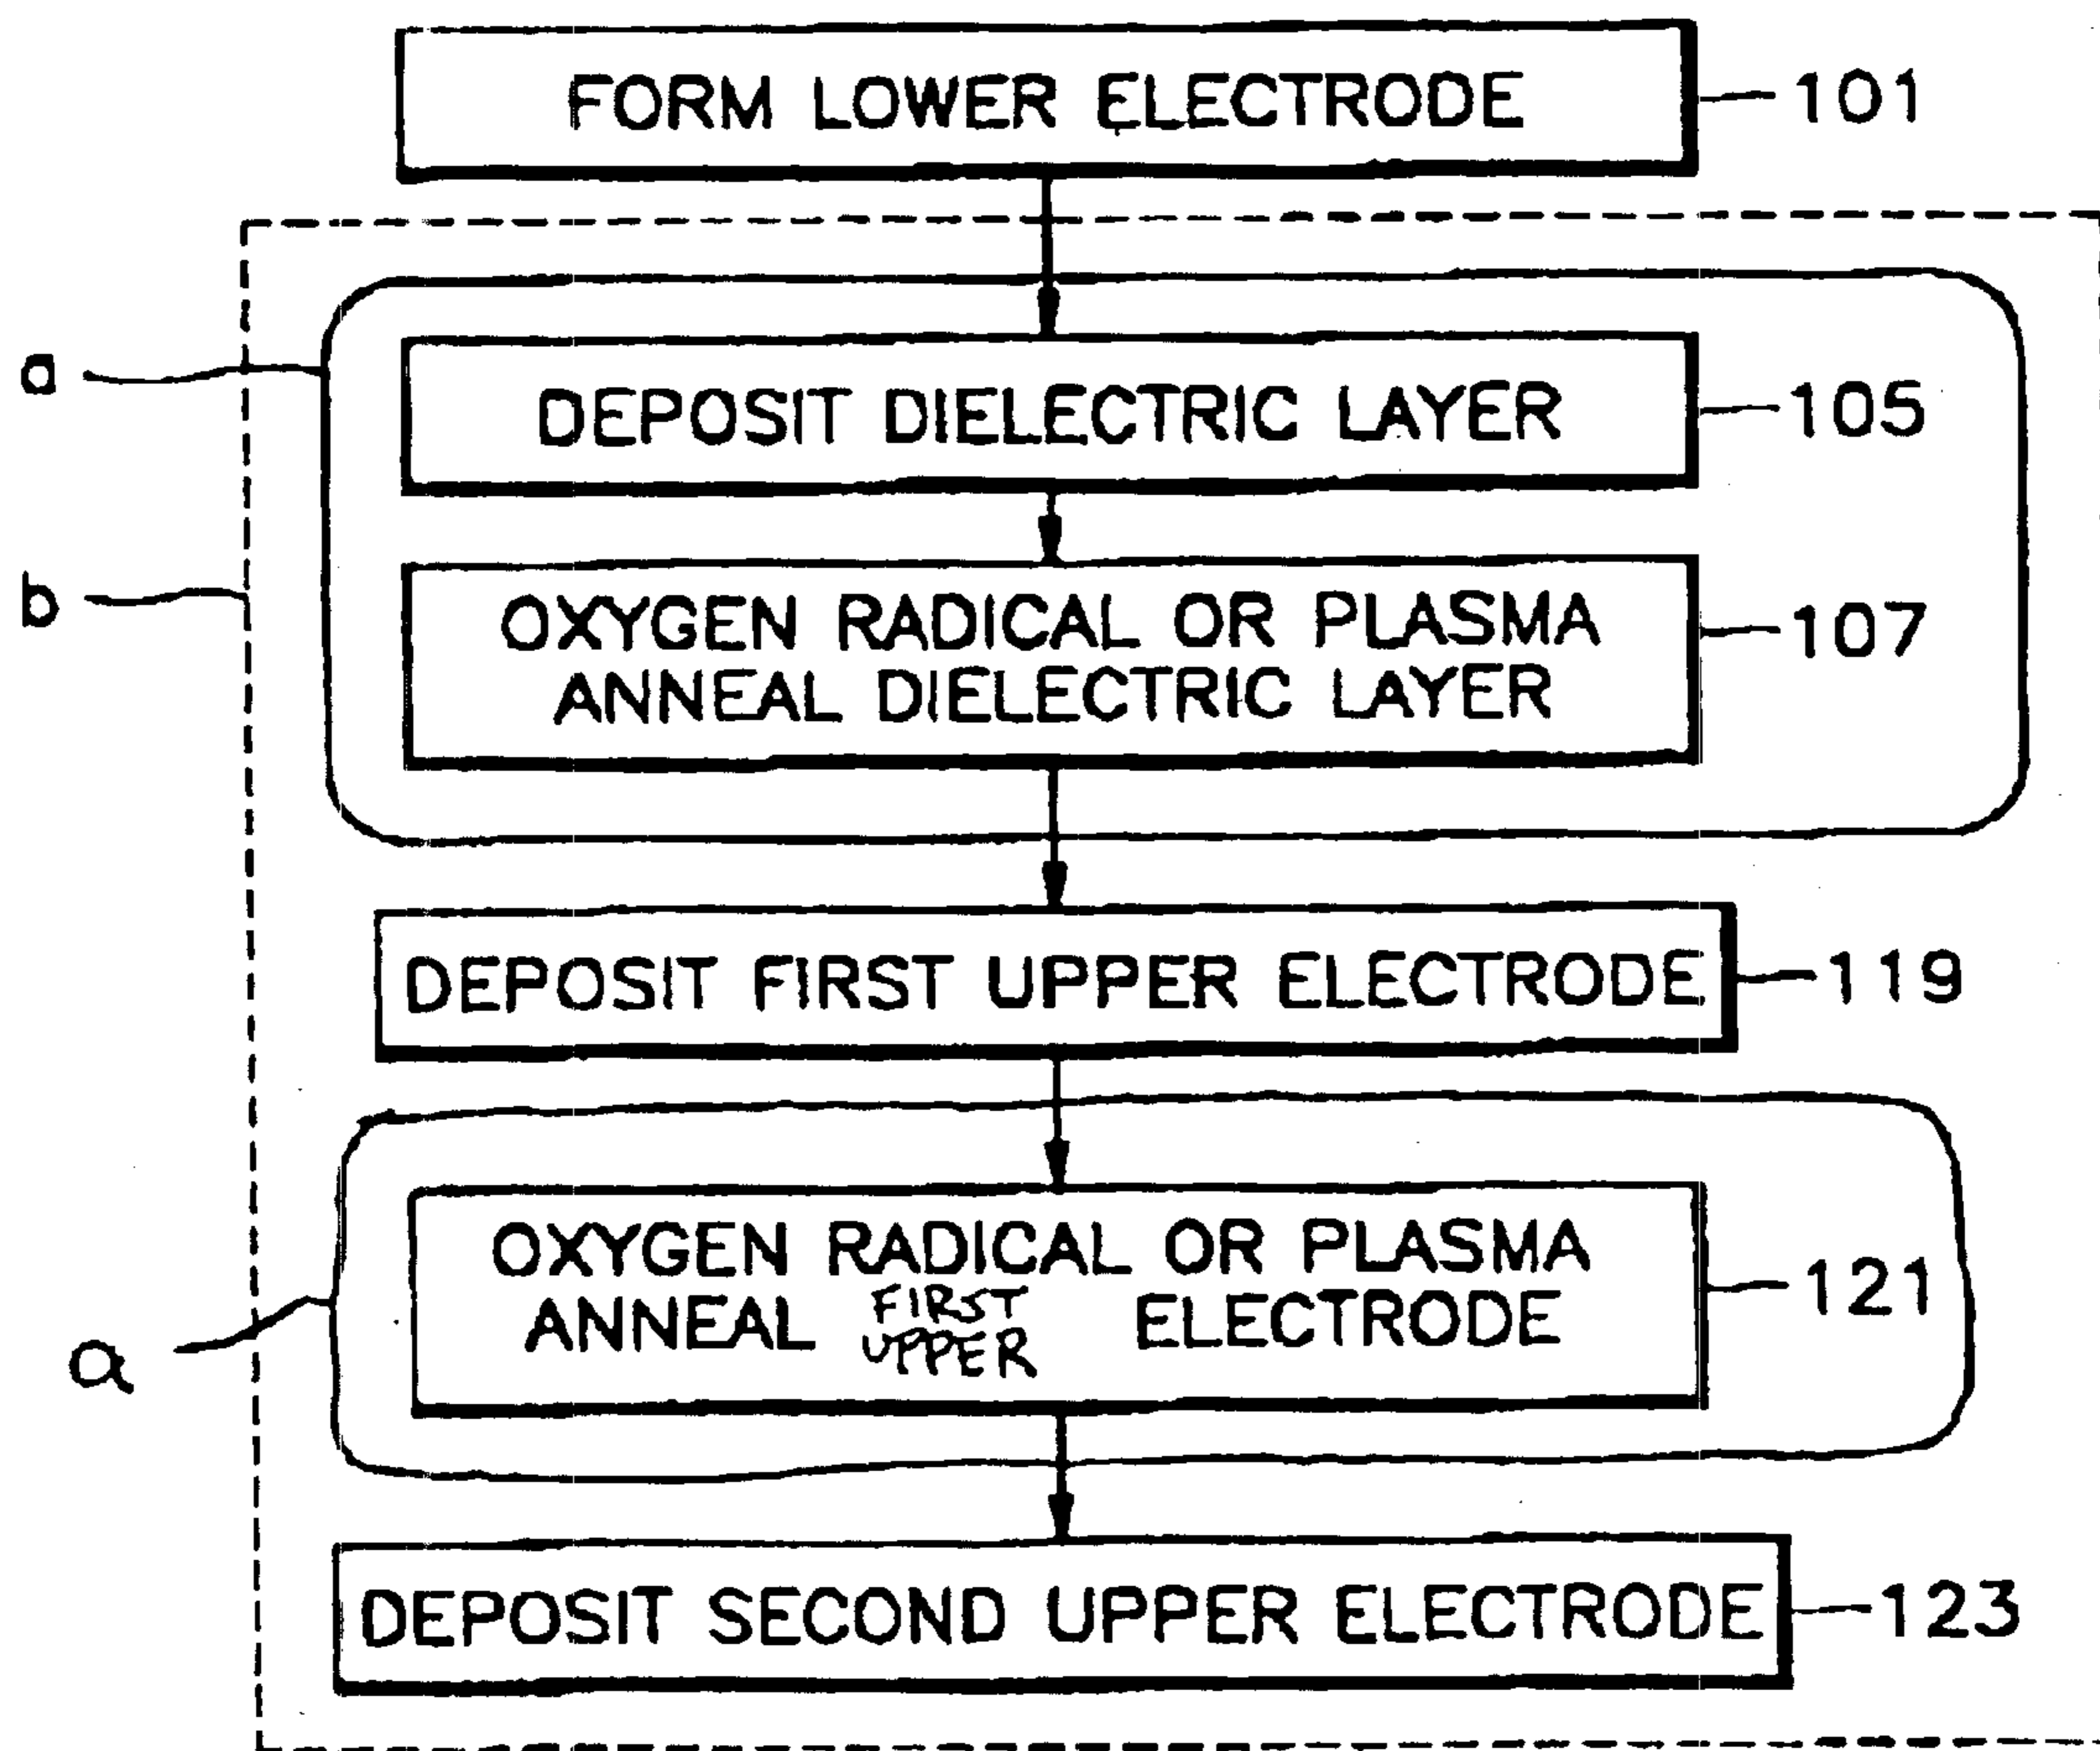 FORM LOWER ELECTRODE
101
a
DEPOSIT DIELECTRIC LAYER
105
b
OXYGEN RADICAL OR PLASMA
ANNEAL DIELECTRIC LAYER
107
DEPOSIT FIRST UPPER ELECTRODE
119
a
OXYGEN RADICAL OR PLASMA
ANNEAL FIRST UPPER ELECTRODE
121
DEPOSIT SECOND UPPER ELECTRODE
123